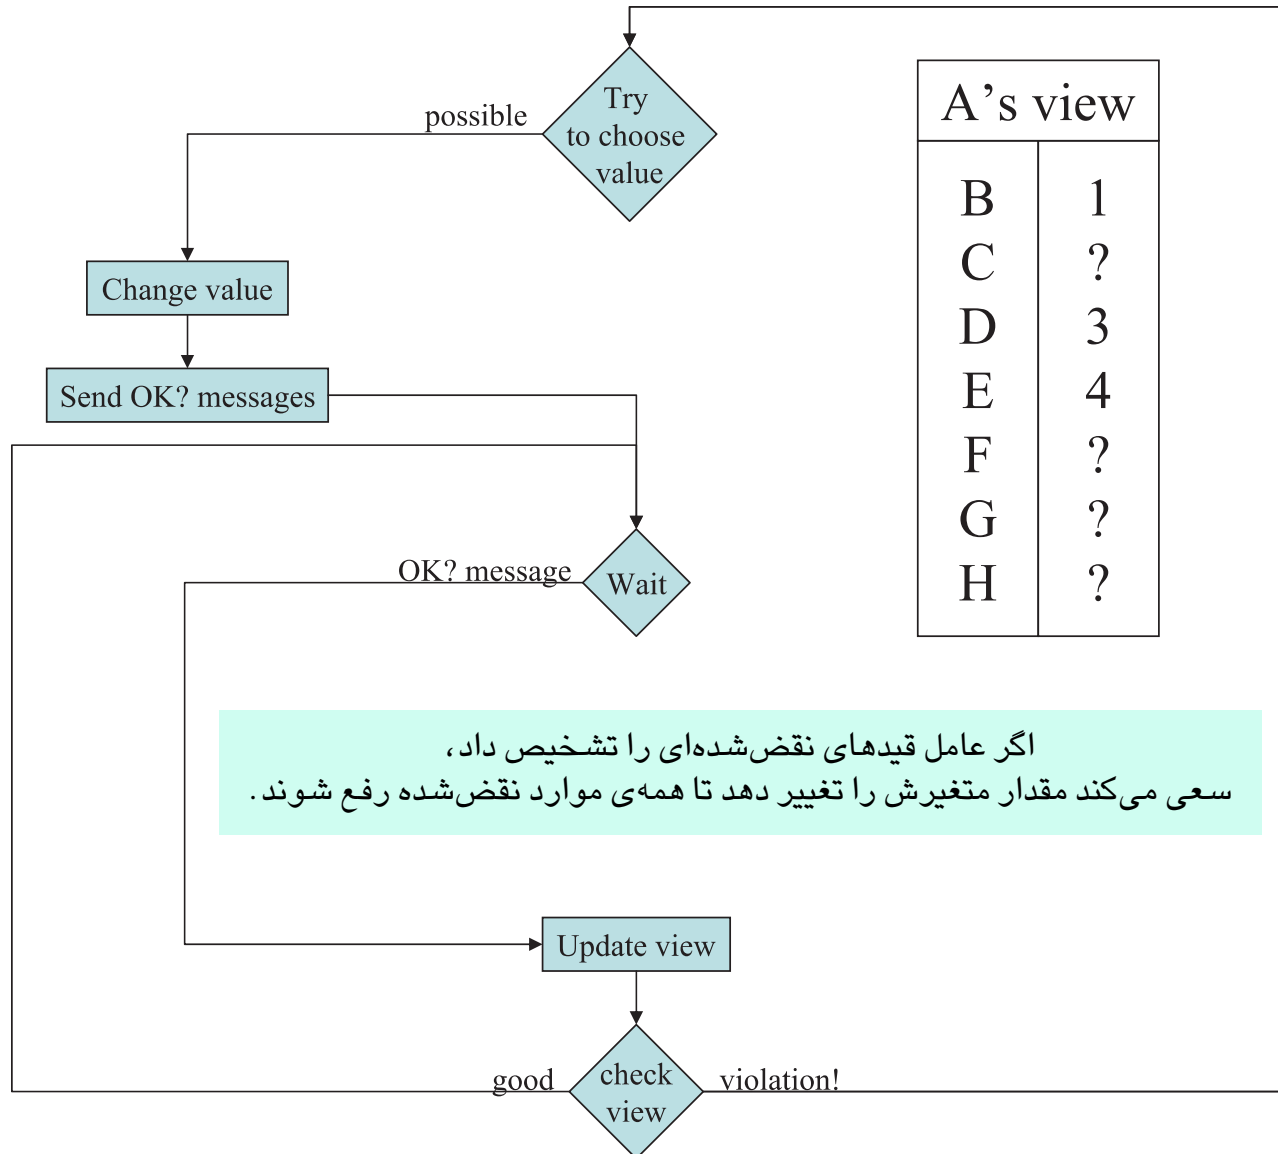 Try
to choose
value
possible
A’s view
B 1
C ?
D 3
E 4
F ?
G ?
H ?
Change value
Send OK? messages
OK? message
Wait
اگر عامل قیدهای نقض‌شده‌ای را تشخیص داد،
سعی می‌کند مقدار متغیرش را تغییر دهد تا همه‌ی موارد نقض‌شده رفع شوند.
Update view
good
check
view
violation!